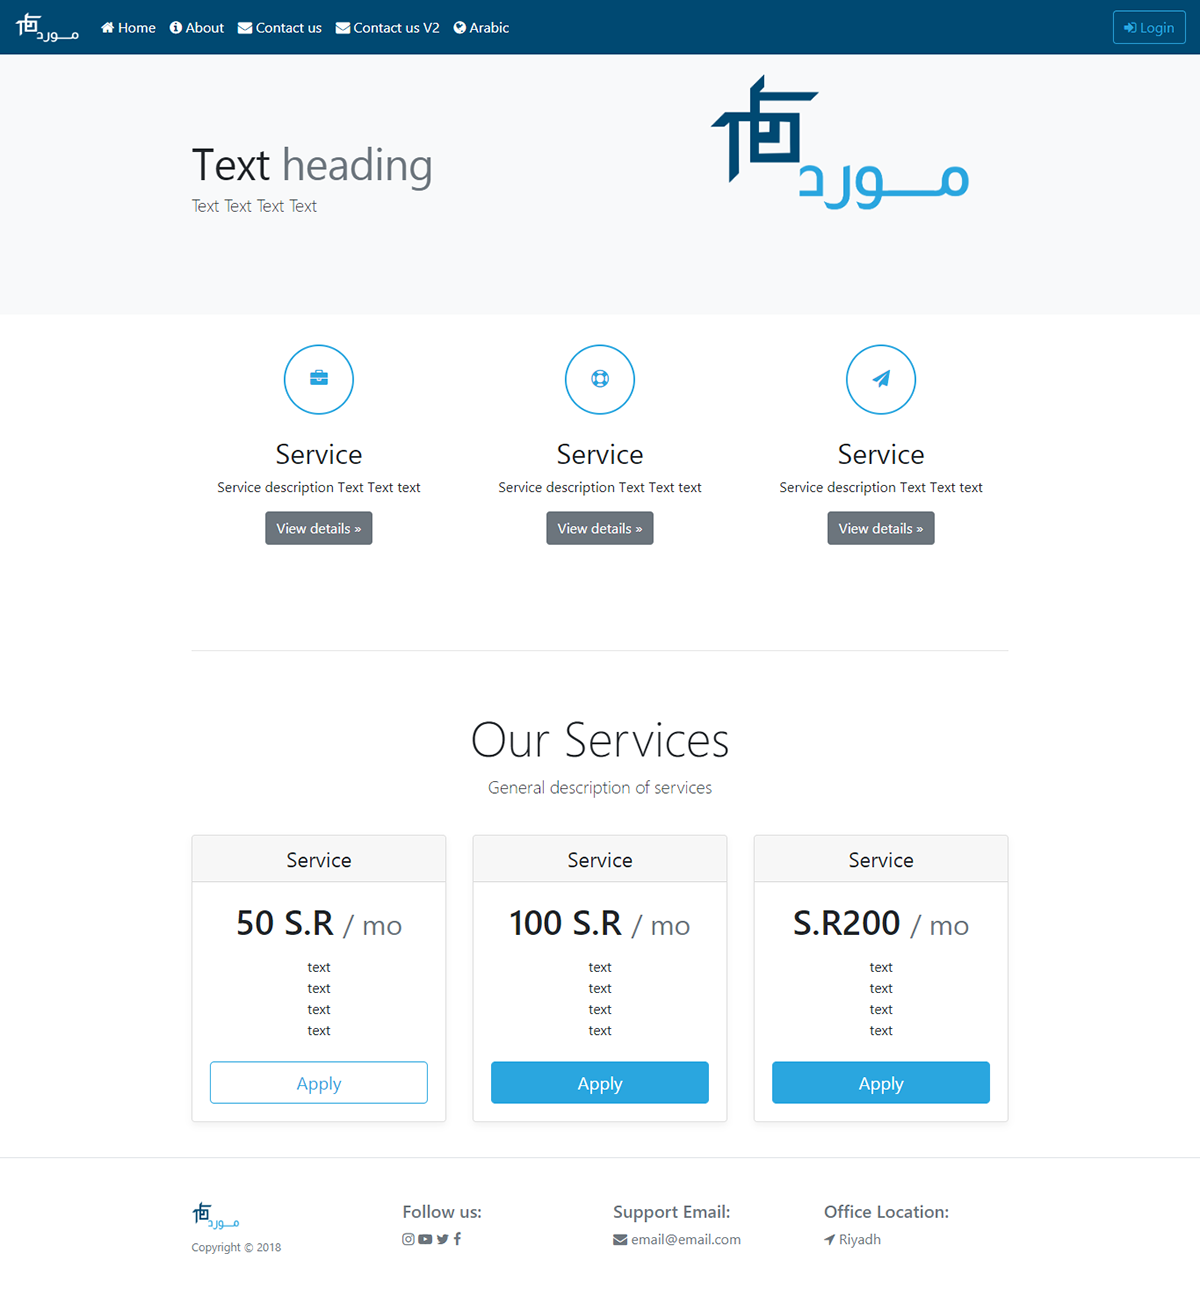 مورد
Home About Contact us Contact us V2 Arabic Login
مورد
Text heading
Text Text Text Text
Service Service Service
Service description Text Text text Service description Text Text text Service description Text Text text
View details » View details » View details »
Our Services
General description of services
Service Service Service
50 S.R / mo 100 S.R / mo S.R200 / mo
text text text
text text text
text text text
text text text
Apply Apply Apply
مورد
Follow us: Support Email: Office Location:
email@email.com Riyadh
Copyright © 2018